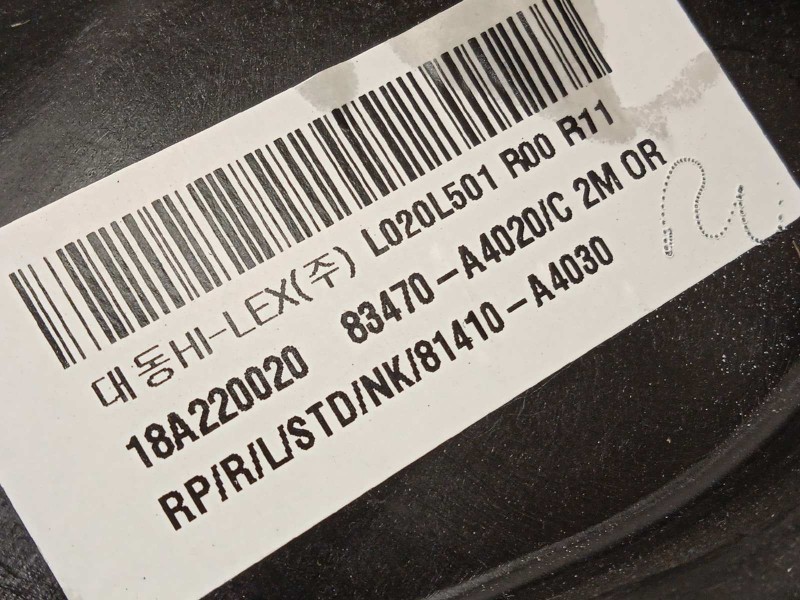 대동HI-LEX(주) L020L501 R00 R11
18A220020 83470-A4020/C 2M OR
RP/R/L/STD/NK/81410-A4030